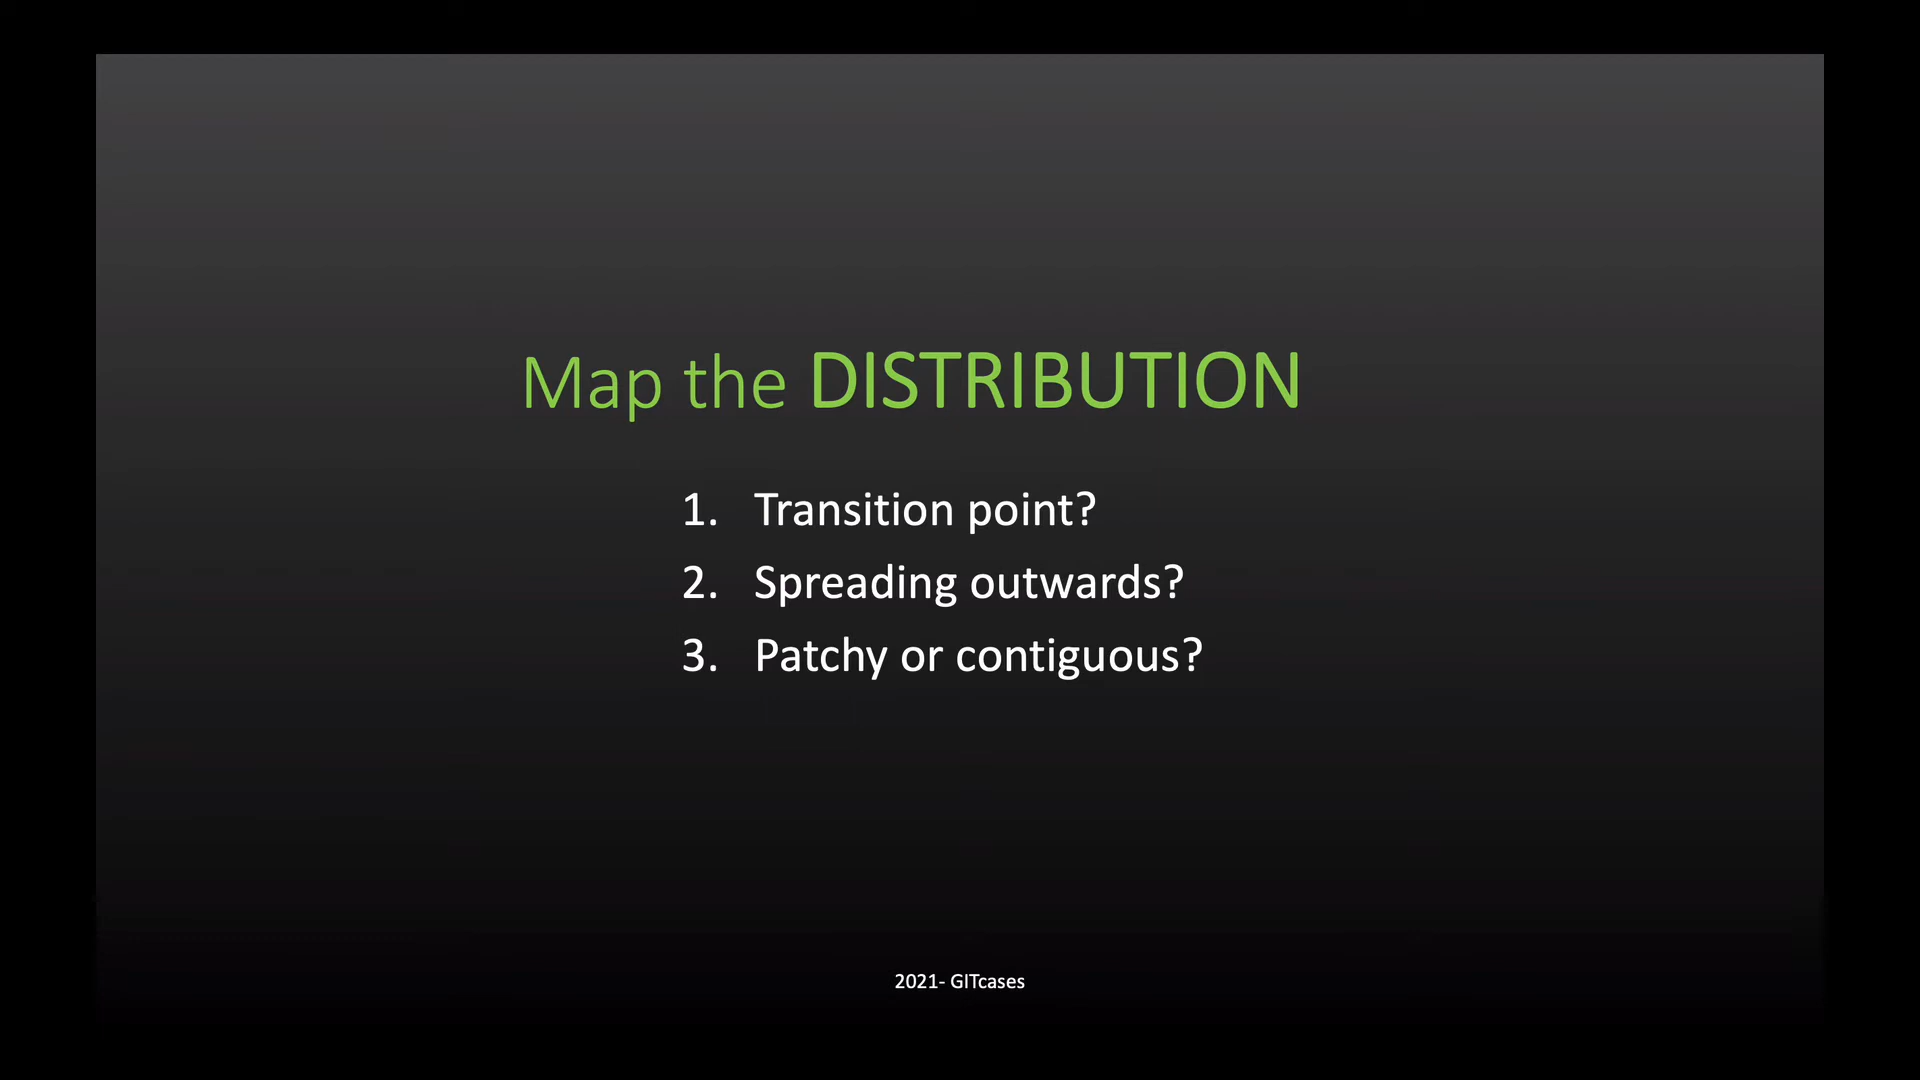 Map the DISTRIBUTION
1. Transition point?
2. Spreading outwards?
3. Patchy or contiguous?
2021- GITcases